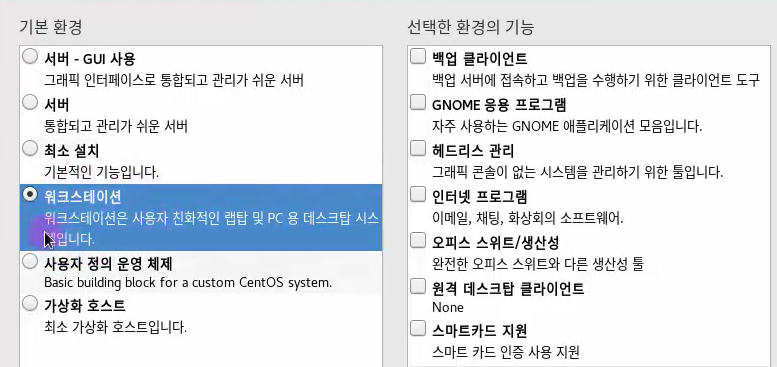 기본 환경
서버 - GUI 사용
그래픽 인터페이스로 통합되고 관리가 쉬운 서버
서버
통합되고 관리가 쉬운 서버
최소 설치
기본적인 기능입니다.
워크스테이션
워크스테이션은 사용자 친화적인 랩탑 및 PC 용 데스크탑 시스
템입니다.
사용자 정의 운영 체제
Basic building block for a custom CentOS system.
가상화 호스트
최소 가상화 호스트입니다.
선택한 환경의 기능
백업 클라이언트
백업 서버에 접속하고 백업을 수행하기 위한 클라이언트 도구
GNOME 응용 프로그램
자주 사용하는 GNOME 애플리케이션 모음입니다.
헤드리스 관리
그래픽 콘솔이 없는 시스템을 관리하기 위한 툴입니다.
인터넷 프로그램
이메일, 채팅, 화상회의 소프트웨어.
오피스 스위트/생산성
완전한 오피스 스위트와 다른 생산성 툴
원격 데스크탑 클라이언트
None
스마트카드 지원
스마트 카드 인증 사용 지원